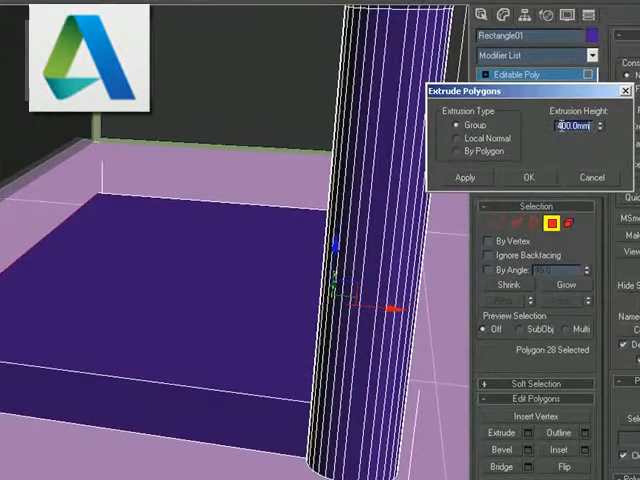 Rectangle01
Modifier List
Editable Poly
Extrude Polygons
Extrusion Type
Extrusion Height:
Group
400.0mm
Local Normal
By Polygon
Apply
OK
Cancel
Selection
By Vertex
Ignore Backfacing
By Angle:
Shrink
Grow
Preview Selection
Off
SubObj
Multi
Polygon 28 Selected
Soft Selection
Edit Polygons
Insert Vertex
Extrude
Outline
Bevel
Inset
Bridge
Flip